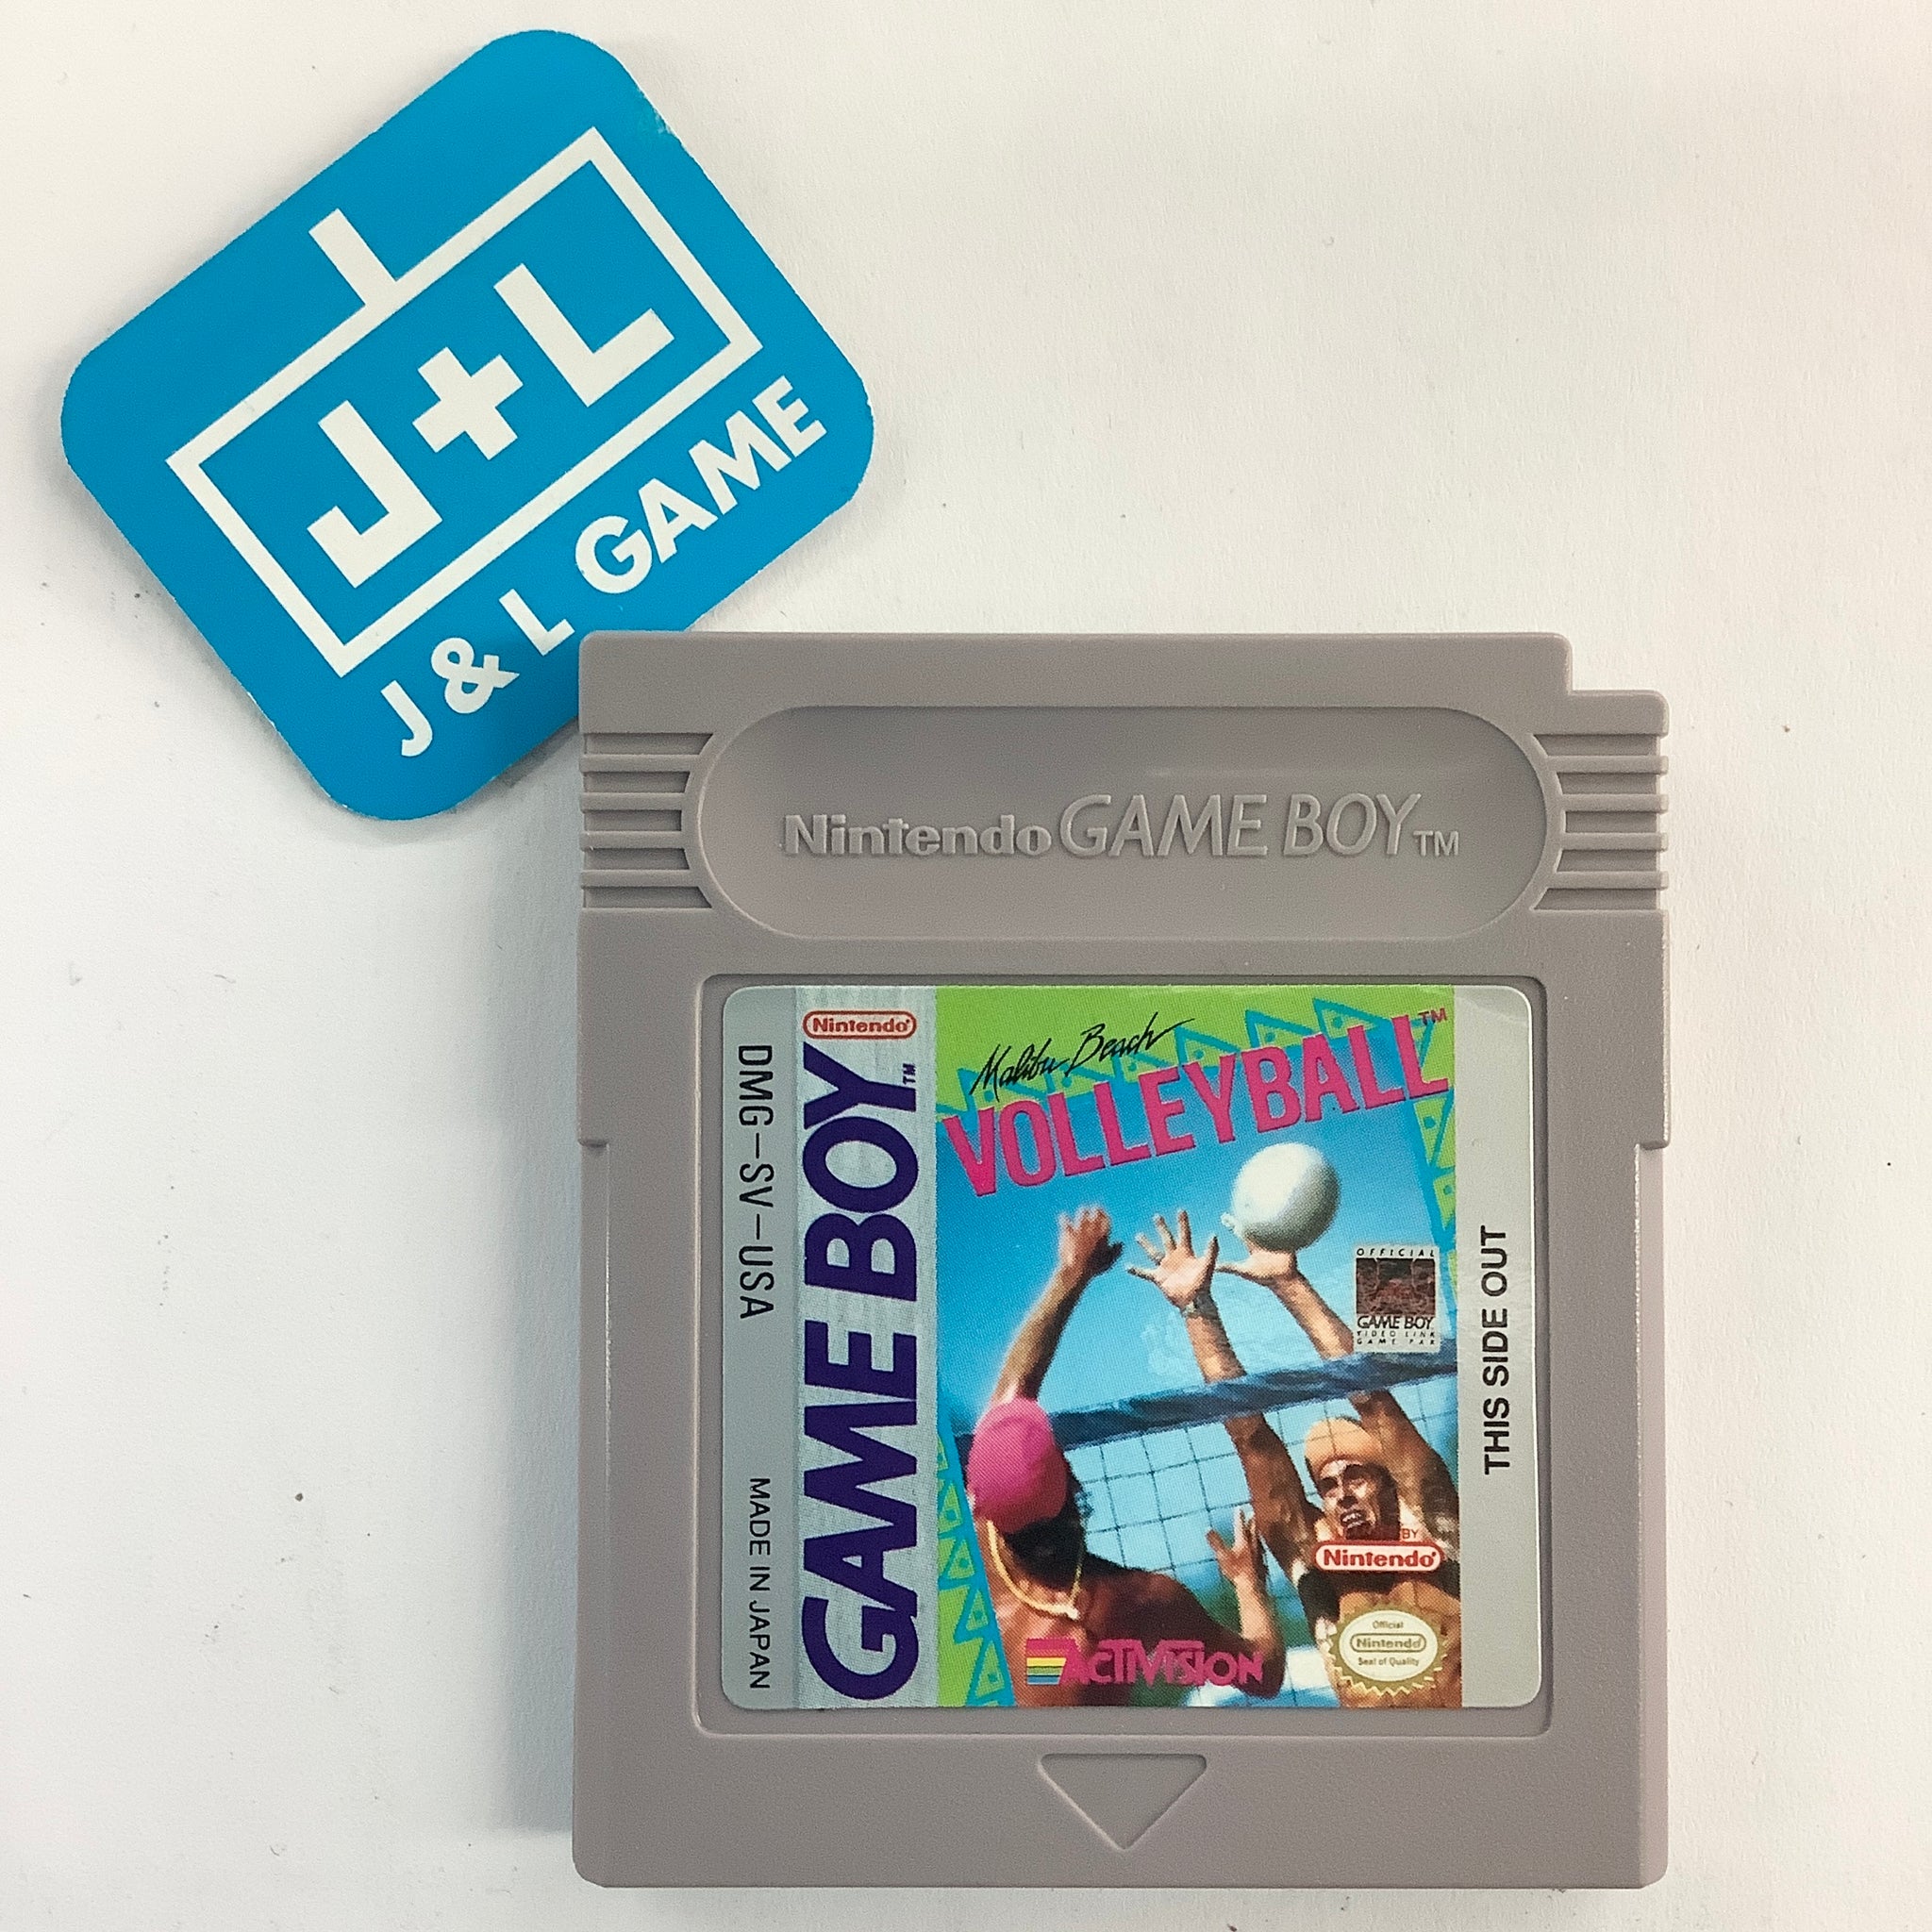 J+L
J & L GAME
Nintendo GAME BOY TM
Nintendo
GAME BOY TM
DMG-SV-USA
MADE IN JAPAN
Malibu Beach
VOLLEYBALL TM
OFFICIAL
GAME BOY
VIDEO LINK
GAME PAK
BY
Nintendo
ACTIVISION
Official
Nintendo
Seal of Quality
THIS SIDE OUT